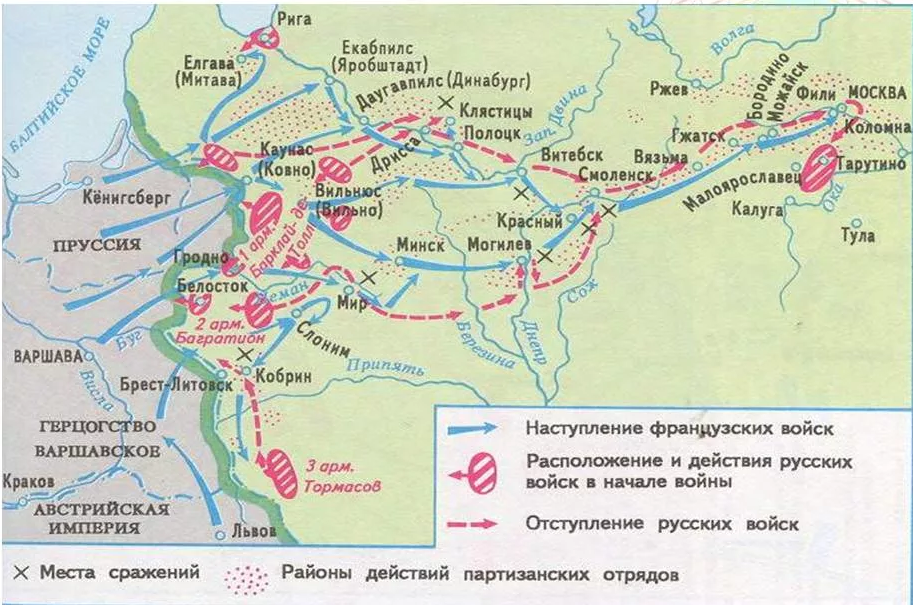 БАЛТИЙСКОЕ МОРЕ
Рига
Елгава
(Митава)
Екабпилс
(Яробштадт)
Даугавпилс (Динабург)
Клястицы
Полоцк
Дрисса
Зап. Двина
Волга
Ржев
Бородино
Можайск
Фили
МОСКВА
Коломна
Гжатск
Вязьма
Тарутино
Малоярославец
Ока
Калуга
Тула
Витебск
Смоленск
Красный
Могилев
Каунас
(Ковно)
Вильнюс
(Вильно)
Кёнигсберг
ПРУССИЯ
1 арм.
Барклай-де-
Толли
Минск
Гродно
Белосток
Неман
Мир
2 арм.
Багратион
Слоним
Березина
Днепр
Сож
ВАРШАВА
Буг
Висла
Брест-Литовск
Кобрин
Припять
ГЕРЦОГСТВО
ВАРШАВСКОЕ
3 арм.
Тормасов
Краков
АВСТРИЙСКАЯ
ИМПЕРИЯ
Львов
Наступление французских войск
Расположение и действия русских
войск в начале войны
Отступление русских войск
Места сражений
Районы действий партизанских отрядов